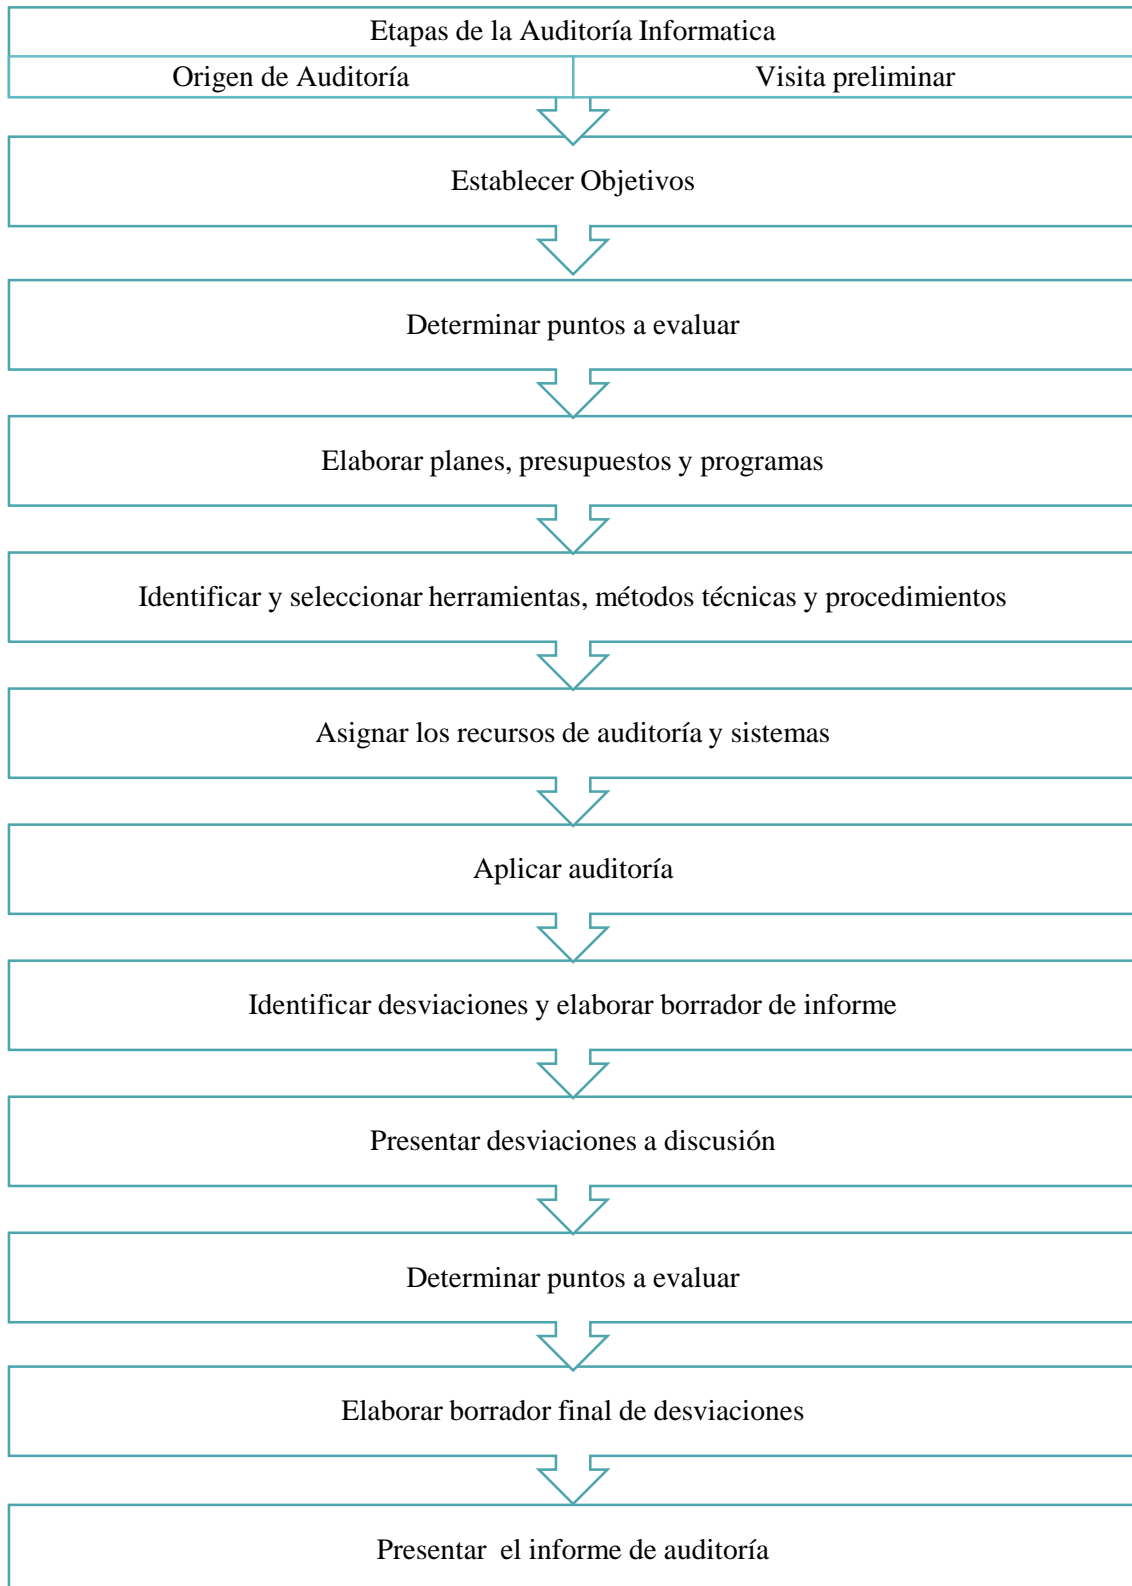 Etapas de la Auditoría Informatica
Origen de Auditoría
Visita preliminar
Establecer Objetivos
Determinar puntos a evaluar
Elaborar planes, presupuestos y programas
Identificar y seleccionar herramientas, métodos técnicas y procedimientos
Asignar los recursos de auditoría y sistemas
Aplicar auditoría
Identificar desviaciones y elaborar borrador de informe
Presentar desviaciones a discusión
Determinar puntos a evaluar
Elaborar borrador final de desviaciones
Presentar  el informe de auditoría